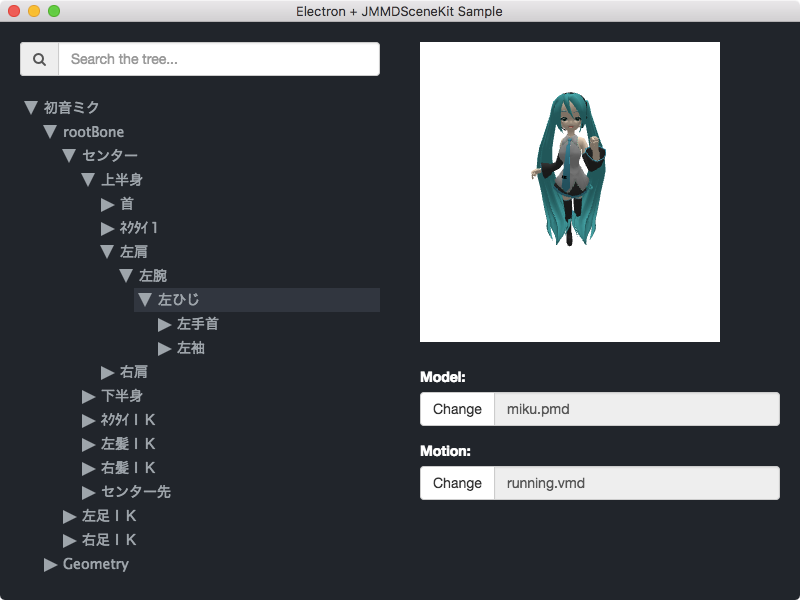 Electron + JMMDSceneKit Sample
Search the tree...
初音ミク
rootBone
センター
上半身
首
ﾈｸﾀｲ１
左肩
左腕
左ひじ
左手首
左袖
右肩
下半身
ﾈｸﾀｲＩＫ
左髪ＩＫ
右髪ＩＫ
センター先
左足ＩＫ
右足ＩＫ
Geometry
Model:
Change miku.pmd
Motion:
Change running.vmd